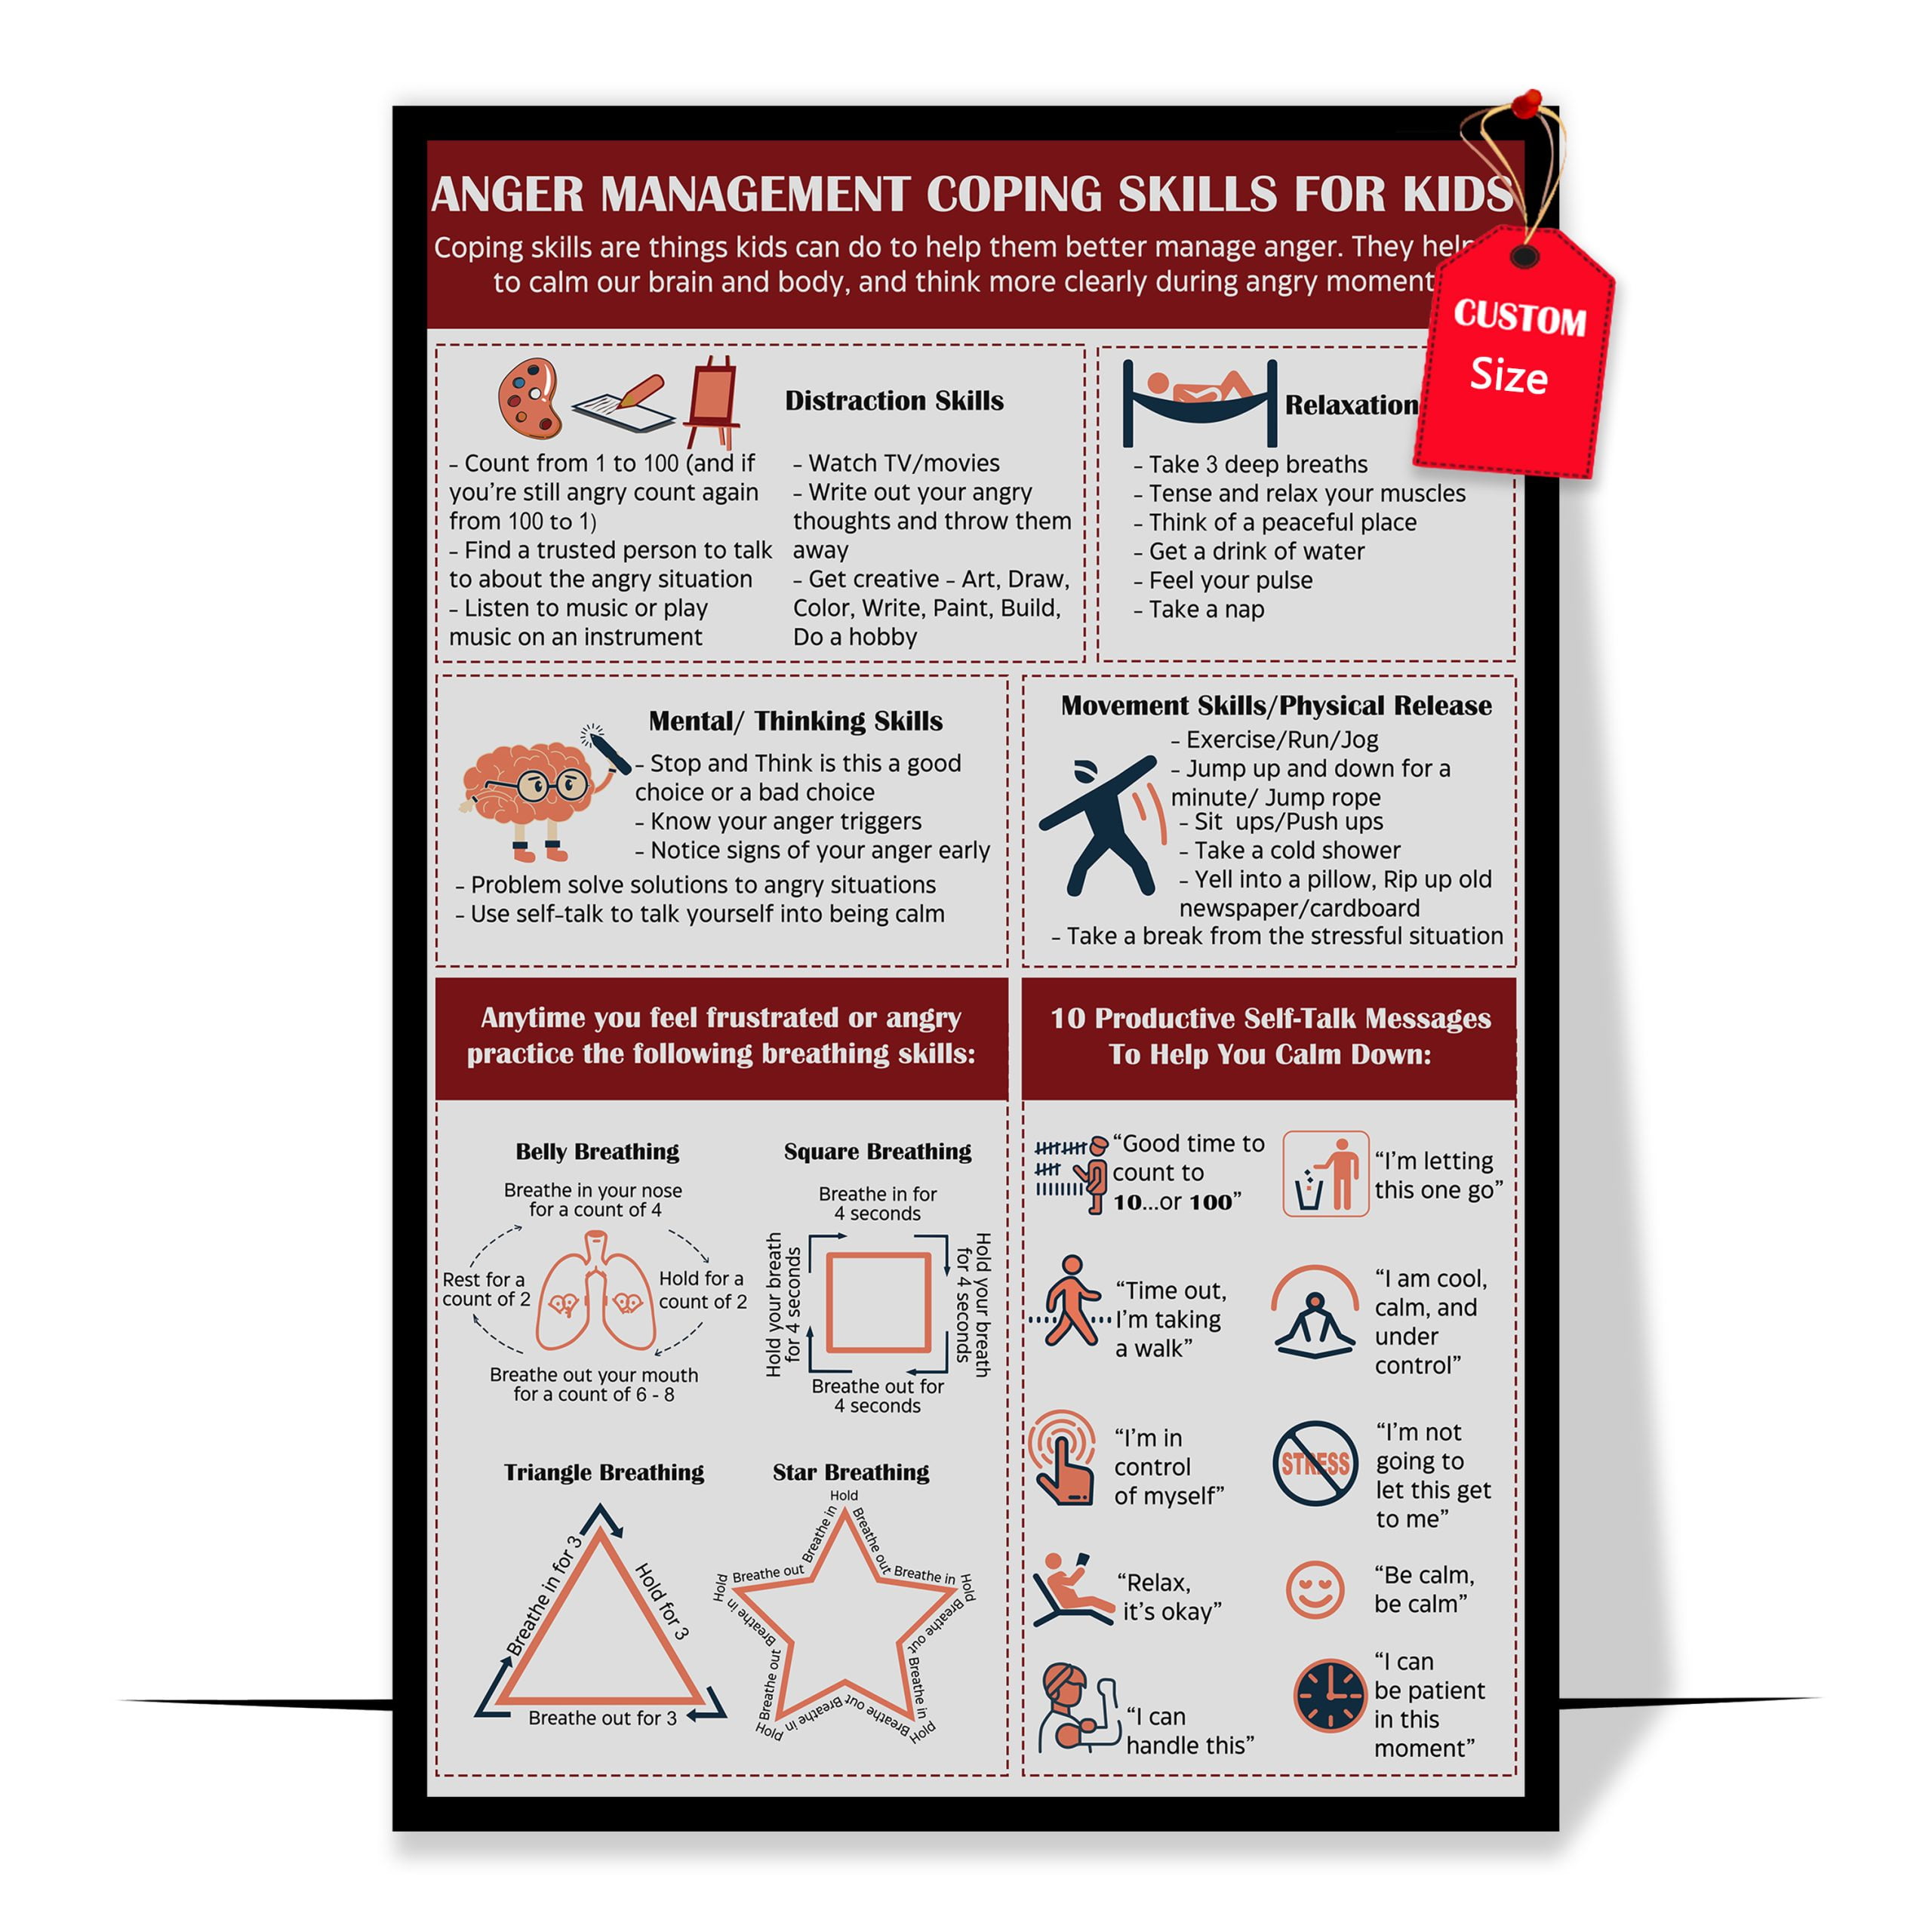 ANGER MANAGEMENT COPING SKILLS FOR KIDS
Coping skills are things kids can do to help them better manage anger. They help
to calm our brain and body, and think more clearly during angry moment
CUSTOM
Size
Distraction Skills
- Count from 1 to 100 (and if
you're still angry count again
from 100 to 1)
- Find a trusted person to talk
to about the angry situation
- Listen to music or play
music on an instrument
- Watch TV/movies
- Write out your angry
thoughts and throw them
away
- Get creative - Art, Draw,
Color, Write, Paint, Build,
Do a hobby
Relaxation
- Take 3 deep breaths
- Tense and relax your muscles
- Think of a peaceful place
- Get a drink of water
- Feel your pulse
- Take a nap
Mental/ Thinking Skills
- Stop and Think is this a good
choice or a bad choice
- Know your anger triggers
- Notice signs of your anger early
- Problem solve solutions to angry situations
- Use self-talk to talk yourself into being calm
Movement Skills/Physical Release
- Exercise/Run/Jog
- Jump up and down for a
minute/ Jump rope
- Sit ups/Push ups
- Take a cold shower
- Yell into a pillow, Rip up old
newspaper/cardboard
- Take a break from the stressful situation
Anytime you feel frustrated or angry
practice the following breathing skills:
Belly Breathing
Breathe in your nose
for a count of 4
Hold for a
count of 2
Breathe out your mouth
for a count of 6 - 8
Rest for a
count of 2
Square Breathing
Breathe in for
4 seconds
Hold your breath
for 4 seconds
Breathe out for
4 seconds
Hold your breath
for 4 seconds
Triangle Breathing
Breathe in for 3
Hold for 3
Breathe out for 3
Star Breathing
Hold
Breathe out
Breathe in
Hold
Breathe out
Breathe in
Hold
Breathe out
Breathe in
Hold
Breathe out
Breathe in
Hold
Breathe out
Breathe in
10 Productive Self-Talk Messages
To Help You Calm Down:
“Good time to
count to
10...or 100”
“I'm letting
this one go”
“Time out,
I'm taking
a walk”
“I am cool,
calm, and
under
control”
“I'm in
control
of myself”
STRESS
“I'm not
going to
let this get
to me”
“Relax,
it's okay”
“Be calm,
be calm”
“I can
handle this”
“I can
be patient
in this
moment”